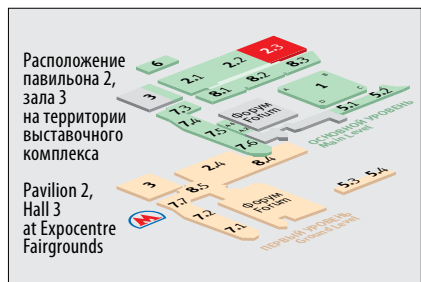 Расположение
павильона 2,
зала 3
на территории
выставочного
комплекса
Pavilion 2,
Hall 3
at Expocentre
Fairgrounds
6
2.1
2.2
2.3
8.1
8.2
8.3
3
7.3
7.4
7.5
7.6
Форум
Forum
A
B
C
D
1
5.1
5.2
ОСНОВНОЙ УРОВЕНЬ
Main Level
2.4
8.4
3
8.5
7.7
7.2
7.1
Форум
Forum
5.3
5.4
ПЕРВЫЙ УРОВЕНЬ
Ground Level
М